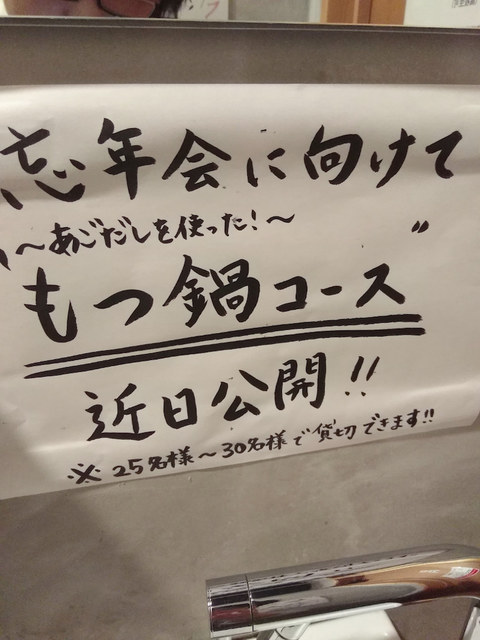 忘年会に向けて
〜あごだしを使った!〜
"もつ鍋コース"
近日公開!!
※25名様〜30名様で貸切できます!!